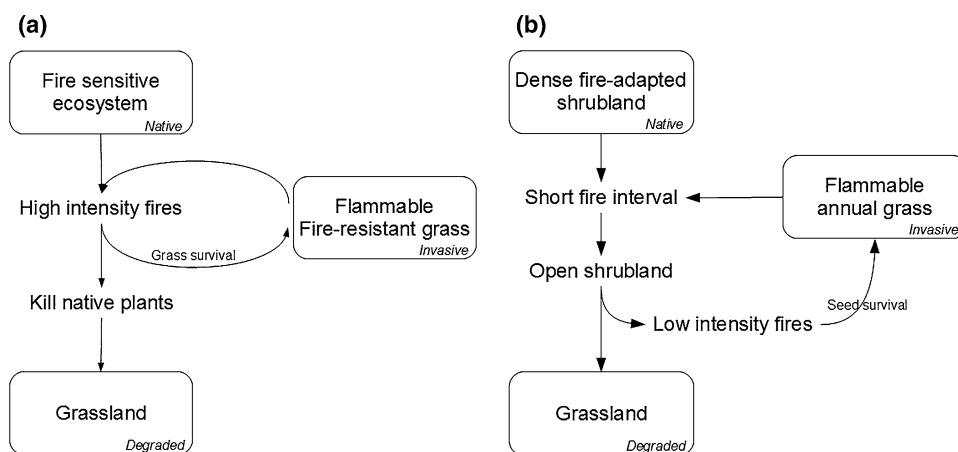 (a)
Fire sensitive
ecosystem
Native
High intensity fires
Flammable
Fire-resistant grass
Invasive
Grass survival
Kill native plants
Grassland
Degraded
(b)
Dense fire-adapted
shrubland
Native
Short fire interval
Flammable
annual grass
Invasive
Open shrubland
Seed survival
Low intensity fires
Grassland
Degraded